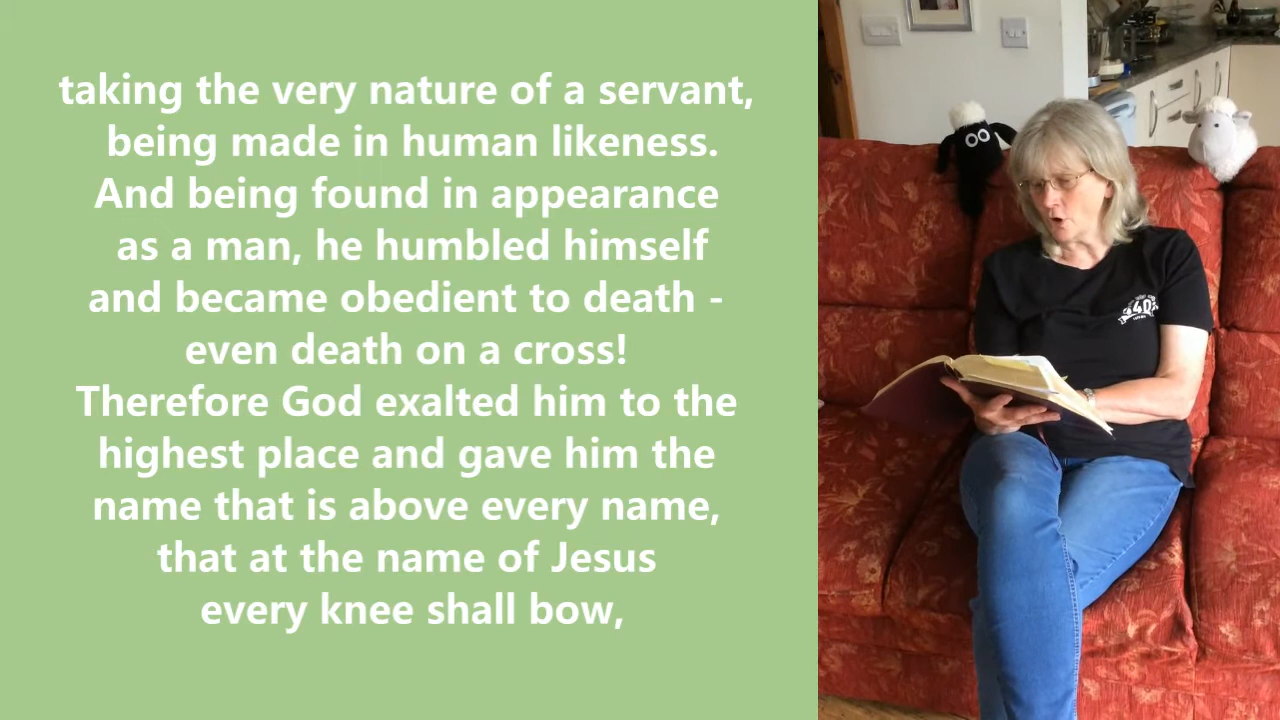 taking the very nature of a servant,
being made in human likeness.
And being found in appearance
as a man, he humbled himself
and became obedient to death -
even death on a cross!
Therefore God exalted him to the
highest place and gave him the
name that is above every name,
that at the name of Jesus
every knee shall bow,